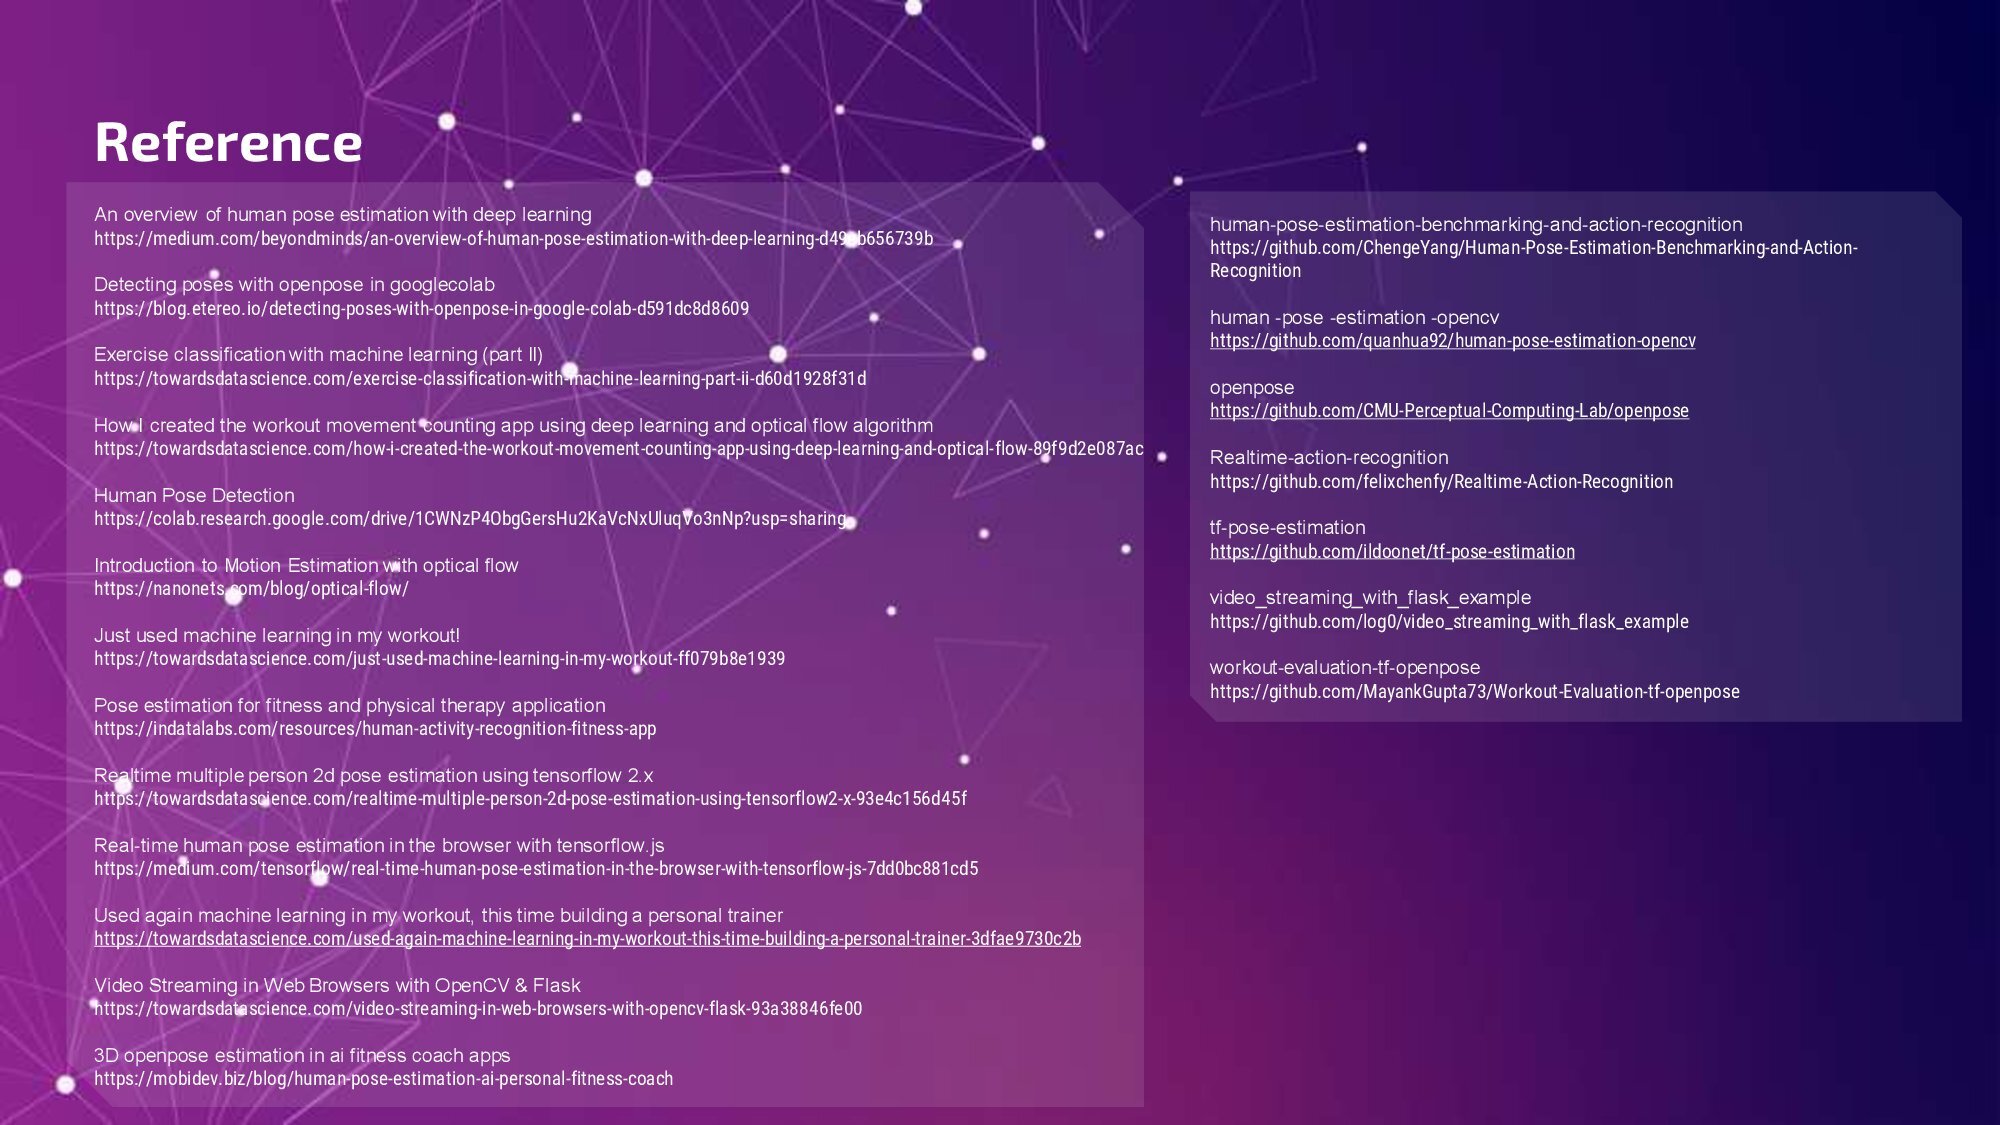 Reference
An overview of human pose estimation with deep learning
https://medium.com/beyondminds/an-overview-of-human-pose-estimation-with-deep-learning-d49eb656739b
Detecting poses with openpose in googlecolab
https://blog.etereo.io/detecting-poses-with-openpose-in-google-colab-d591dc8d8609
Exercise classification with machine learning (part II)
https://towardsdatascience.com/exercise-classification-with-machine-learning-part-ii-d60d1928f31d
How I created the workout movement counting app using deep learning and optical flow algorithm
https://towardsdatascience.com/how-i-created-the-workout-movement-counting-app-using-deep-learning-and-optical-flow-89f9d2e087ac
Human Pose Detection
https://colab.research.google.com/drive/1CWNzP4ObgGersHu2KaVcNxUluqVo3nNp?usp=sharing
Introduction to Motion Estimation with optical flow
https://nanonets.com/blog/optical-flow/
Just used machine learning in my workout!
https://towardsdatascience.com/just-used-machine-learning-in-my-workout-ff079b8e1939
Pose estimation for fitness and physical therapy application
https://indatalabs.com/resources/human-activity-recognition-fitness-app
Realtime multiple person 2d pose estimation using tensorflow 2.x
https://towardsdatascience.com/realtime-multiple-person-2d-pose-estimation-using-tensorflow2-x-93e4c156d45f
Real-time human pose estimation in the browser with tensorflow.js
https://medium.com/tensorflow/real-time-human-pose-estimation-in-the-browser-with-tensorflow-js-7dd0bc881cd5
Used again machine learning in my workout, this time building a personal trainer
https://towardsdatascience.com/used-again-machine-learning-in-my-workout-this-time-building-a-personal-trainer-3dfae9730c2b
Video Streaming in Web Browsers with OpenCV & Flask
https://towardsdatascience.com/video-streaming-in-web-browsers-with-opencv-flask-93a38846fe00
3D openpose estimation in ai fitness coach apps
https://mobidev.biz/blog/human-pose-estimation-ai-personal-fitness-coach
human-pose-estimation-benchmarking-and-action-recognition
https://github.com/ChengeYang/Human-Pose-Estimation-Benchmarking-and-Action-
Recognition
human -pose -estimation -opencv
https://github.com/quanhua92/human-pose-estimation-opencv
openpose
https://github.com/CMU-Perceptual-Computing-Lab/openpose
Realtime-action-recognition
https://github.com/felixchenfy/Realtime-Action-Recognition
tf-pose-estimation
https://github.com/ildoonet/tf-pose-estimation
video_streaming_with_flask_example
https://github.com/log0/video_streaming_with_flask_example
workout-evaluation-tf-openpose
https://github.com/MayankGupta73/Workout-Evaluation-tf-openpose